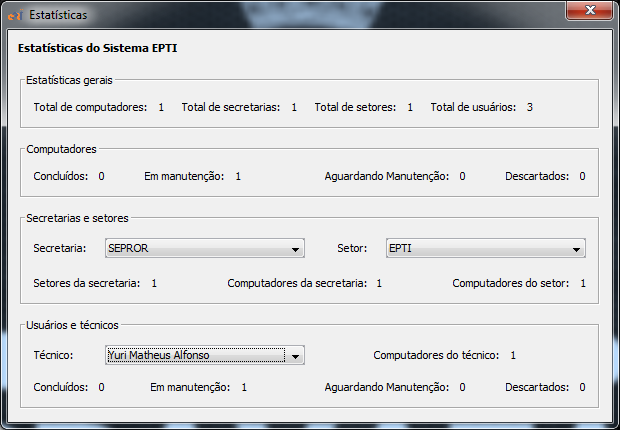 Estatísticas
Estatísticas do Sistema EPTI
Estatísticas gerais
Total de computadores: 1 Total de secretarias: 1 Total de setores: 1 Total de usuários: 3
Computadores
Concluídos: 0 Em manutenção: 1 Aguardando Manutenção: 0 Descartados: 0
Secretarias e setores
Secretaria: SEPROR Setor: EPTI
Setores da secretaria: 1 Computadores da secretaria: 1 Computadores do setor: 1
Usuários e técnicos
Técnico: Yuri Matheus Alfonso Computadores do técnico: 1
Concluídos: 0 Em manutenção: 1 Aguardando Manutenção: 0 Descartados: 0